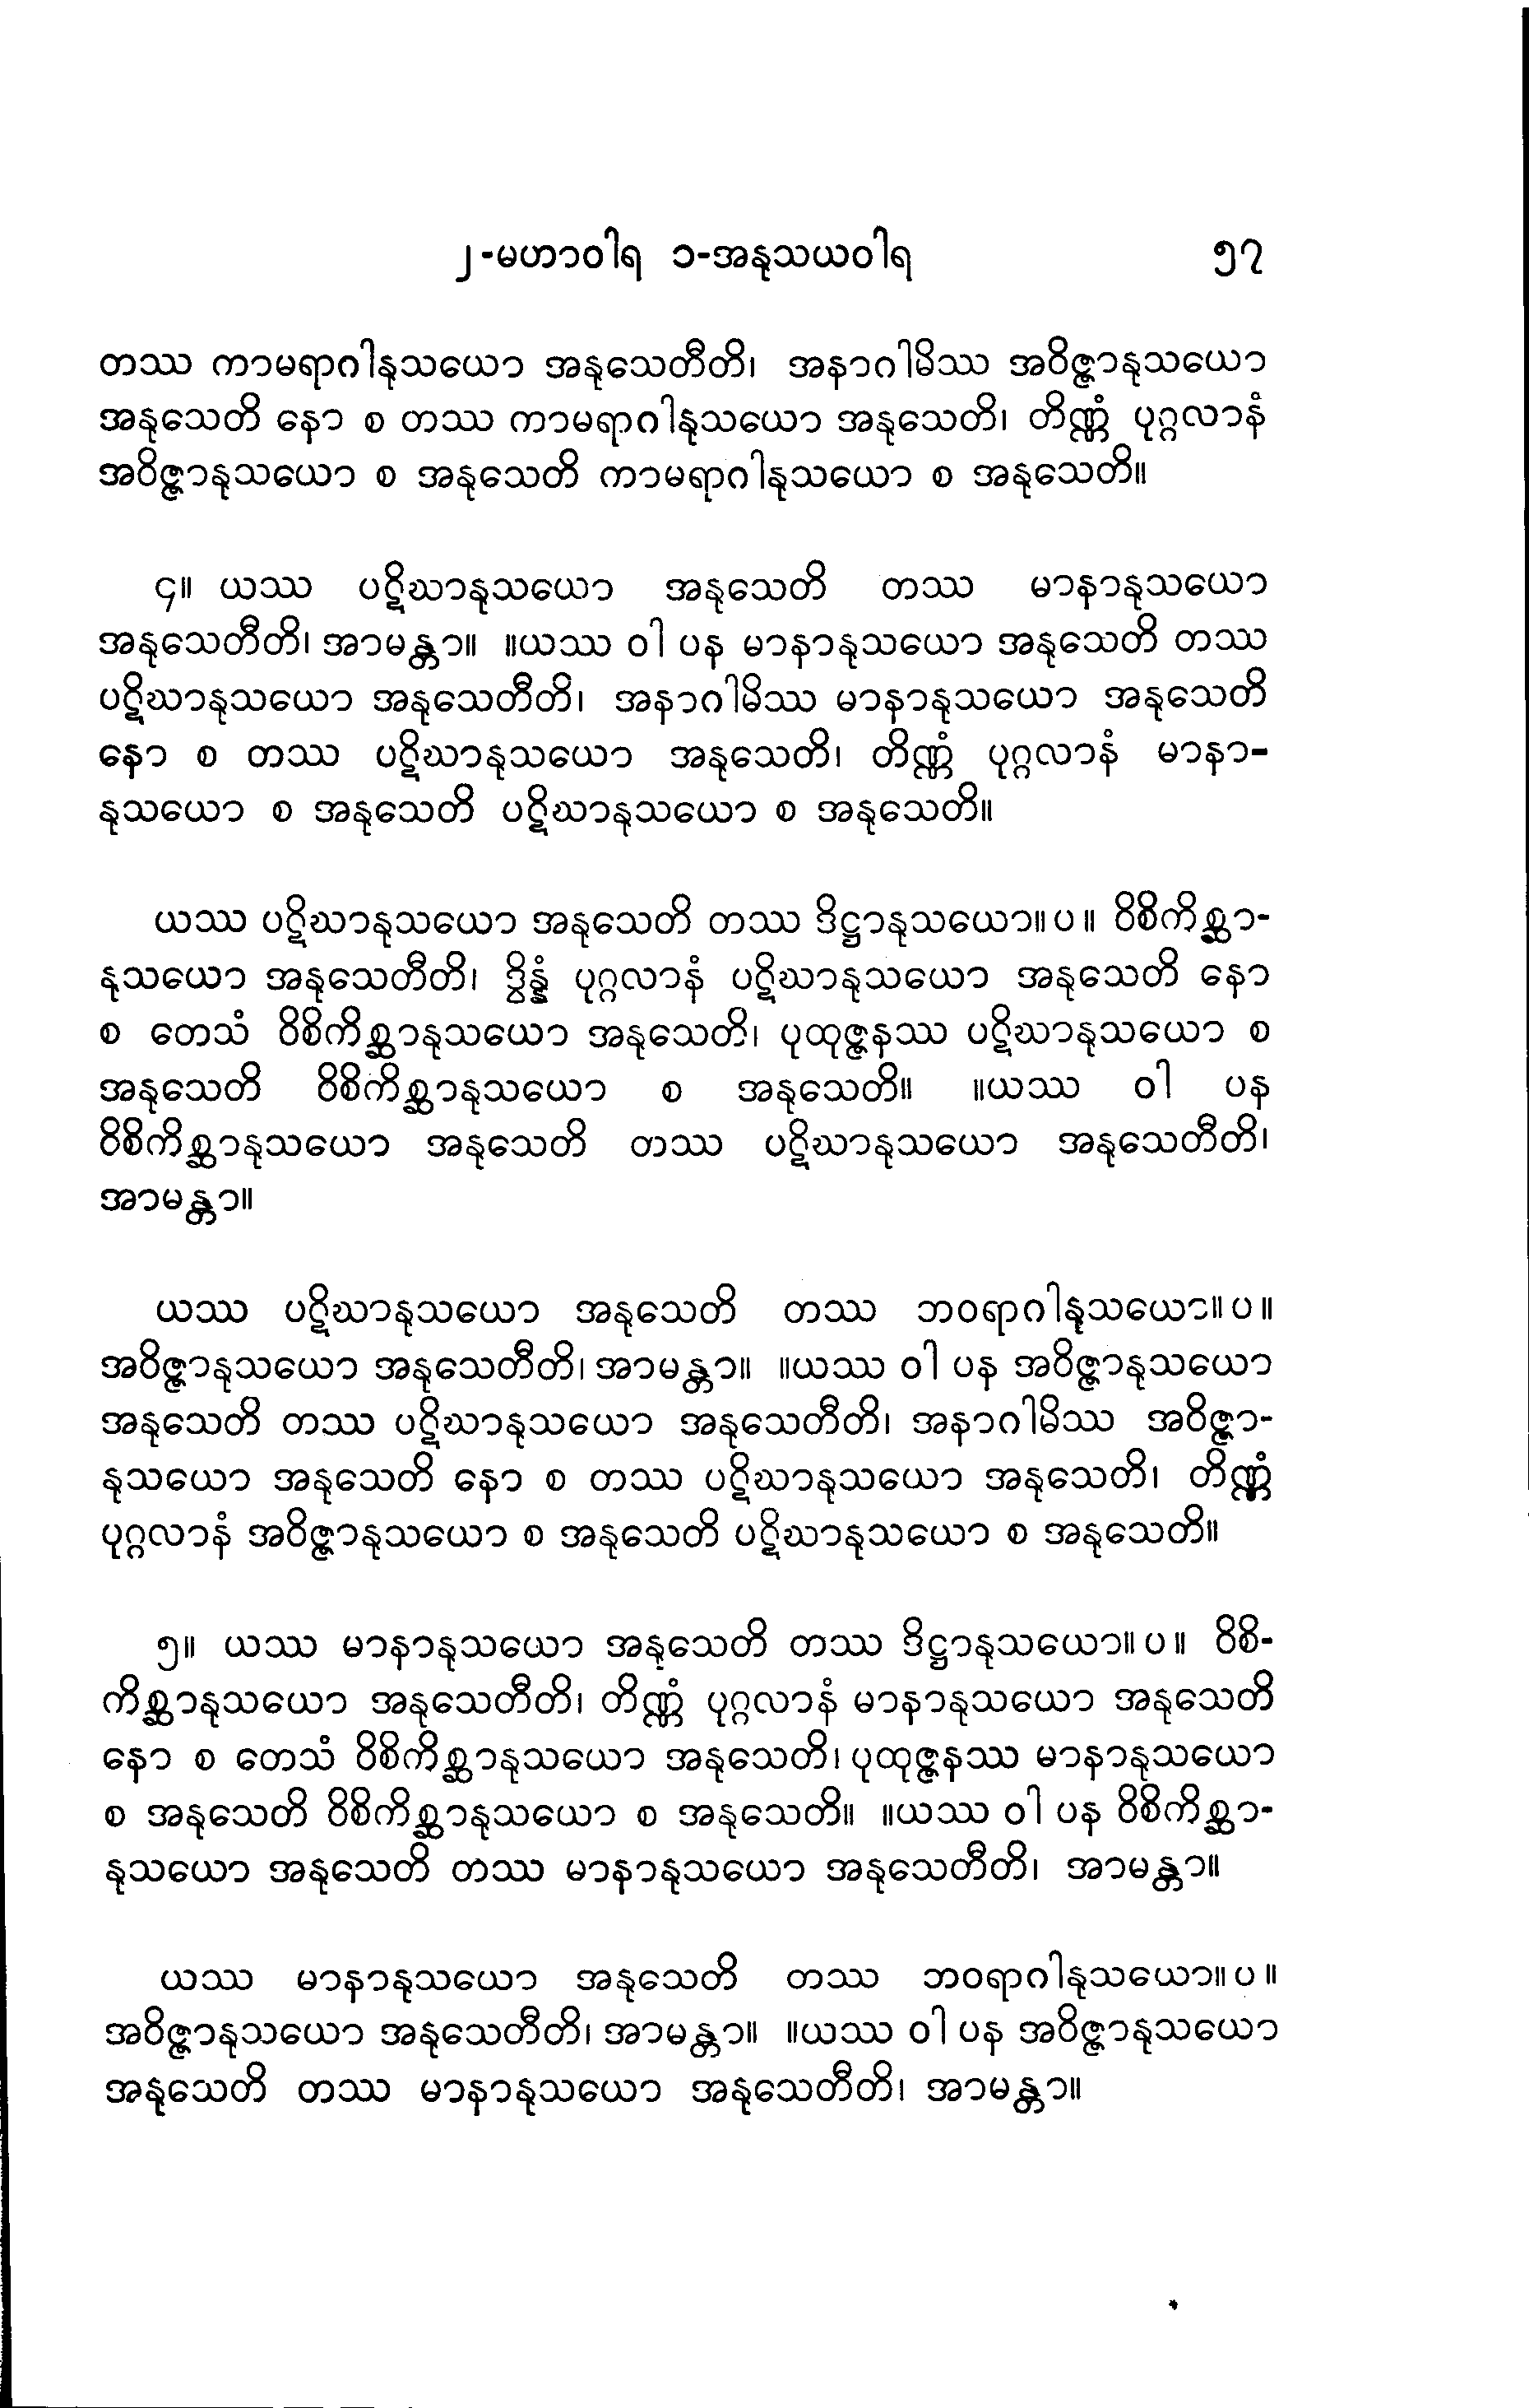 ၂-မဟာဝါရ ၁-အနုသယဝါရ ၅၇
တဿ ကာမရာဂါနုသယော အနုသေတီတိ၊ အနာဂါမိဿ အဝိဇ္ဇာနုသယော
အနုသေတိ နော စ တဿ ကာမရာဂါနုသယော အနုသေတိ၊ တိဏ္ဏံ ပုဂ္ဂလာနံ
အဝိဇ္ဇာနုသယော စ အနုသေတိ ကာမရာဂါနုသယော စ အနုသေတိ။
၄။ ယဿ ပဋိဃာနုသယော အနုသေတိ တဿ မာနာနုသယော
အနုသေတီတိ၊ အာမန္တာ။ ။ယဿ ဝါ ပန မာနာနုသယော အနုသေတိ တဿ
ပဋိဃာနုသယော အနုသေတီတိ၊ အနာဂါမိဿ မာနာနုသယော အနုသေတိ
နော စ တဿ ပဋိဃာနုသယော အနုသေတိ၊ တိဏ္ဏံ ပုဂ္ဂလာနံ မာနာ-
နုသယော စ အနုသေတိ ပဋိဃာနုသယော စ အနုသေတိ။
ယဿ ပဋိဃာနုသယော အနုသေတိ တဿ ဒိဋ္ဌာနုသယော။ပ။ ဝိစိကိစ္ဆာ-
နုသယော အနုသေတီတိ၊ ဒွိန္နံ ပုဂ္ဂလာနံ ပဋိဃာနုသယော အနုသေတိ နော
စ တေသံ ဝိစိကိစ္ဆာနုသယော အနုသေတိ၊ ပုထုဇ္ဇနဿ ပဋိဃာနုသယော စ
အနုသေတိ ဝိစိကိစ္ဆာနုသယော စ အနုသေတိ။ ။ယဿ ဝါ ပန
ဝိစိကိစ္ဆာနုသယော အနုသေတိ တဿ ပဋိဃာနုသယော အနုသေတီတိ၊
အာမန္တာ။
ယဿ ပဋိဃာနုသယော အနုသေတိ တဿ ဘဝရာဂါနုသယော။ပ။
အဝိဇ္ဇာနုသယော အနုသေတီတိ၊ အာမန္တာ။ ။ယဿ ဝါ ပန အဝိဇ္ဇာနုသယော
အနုသေတိ တဿ ပဋိဃာနုသယော အနုသေတီတိ၊ အနာဂါမိဿ အဝိဇ္ဇာ-
နုသယော အနုသေတိ နော စ တဿ ပဋိဃာနုသယော အနုသေတိ၊ တိဏ္ဏံ
ပုဂ္ဂလာနံ အဝိဇ္ဇာနုသယော စ အနုသေတိ ပဋိဃာနုသယော စ အနုသေတိ။
၅။ ယဿ မာနာနုသယော အနုသေတိ တဿ ဒိဋ္ဌာနုသယော။ပ။ ဝိစိ-
ကိစ္ဆာနုသယော အနုသေတီတိ၊ တိဏ္ဏံ ပုဂ္ဂလာနံ မာနာနုသယော အနုသေတိ
နော စ တေသံ ဝိစိကိစ္ဆာနုသယော အနုသေတိ၊ ပုထုဇ္ဇနဿ မာနာနုသယော
စ အနုသေတိ ဝိစိကိစ္ဆာနုသယော စ အနုသေတိ။ ။ယဿ ဝါ ပန ဝိစိကိစ္ဆာ-
နုသယော အနုသေတိ တဿ မာနာနုသယော အနုသေတီတိ၊ အာမန္တာ။
ယဿ မာနာနုသယော အနုသေတိ တဿ ဘဝရာဂါနုသယော။ပ။
အဝိဇ္ဇာနုသယော အနုသေတီတိ၊ အာမန္တာ။ ။ယဿ ဝါ ပန အဝိဇ္ဇာနုသယော
အနုသေတိ တဿ မာနာနုသယော အနုသေတီတိ၊ အာမန္တာ။